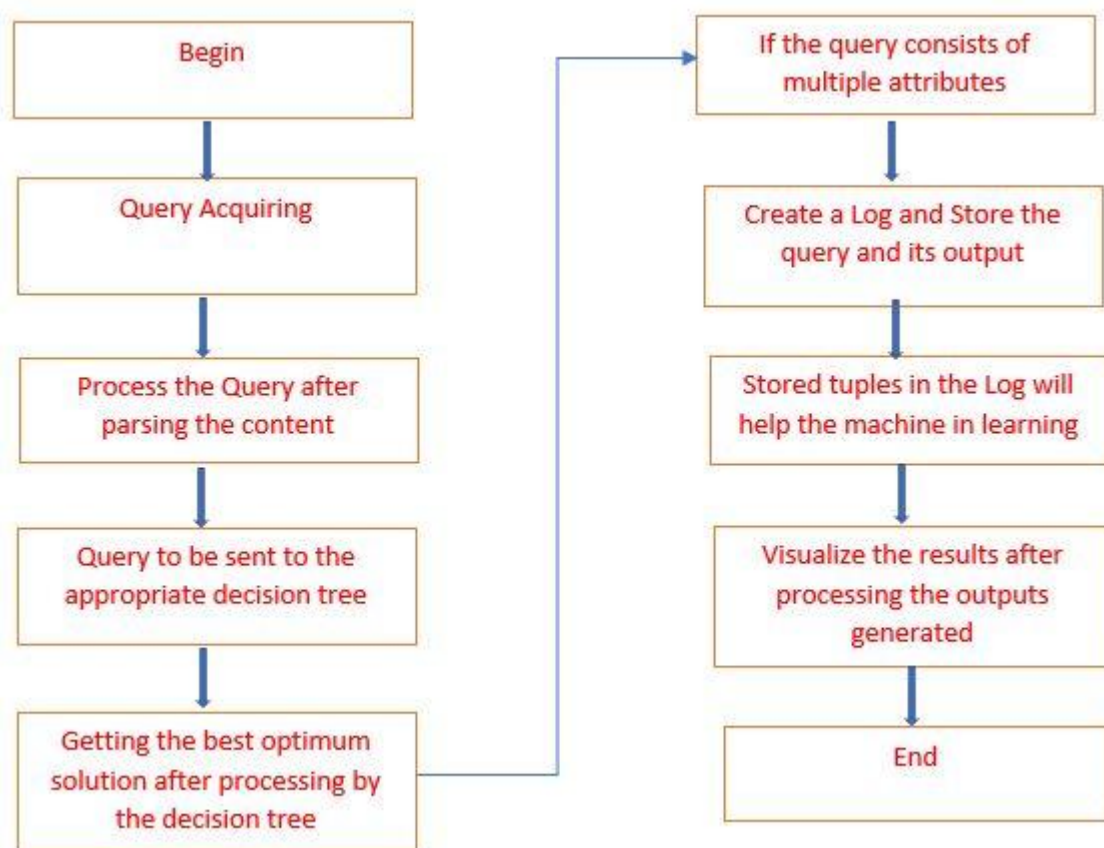 Begin
Query Acquiring
Process the Query after
parsing the content
Query to be sent to the
appropriate decision tree
Getting the best optimum
solution after processing by
the decision tree
If the query consists of
multiple attributes
Create a Log and Store the
query and its output
Stored tuples in the Log will
help the machine in learning
Visualize the results after
processing the outputs
generated
End